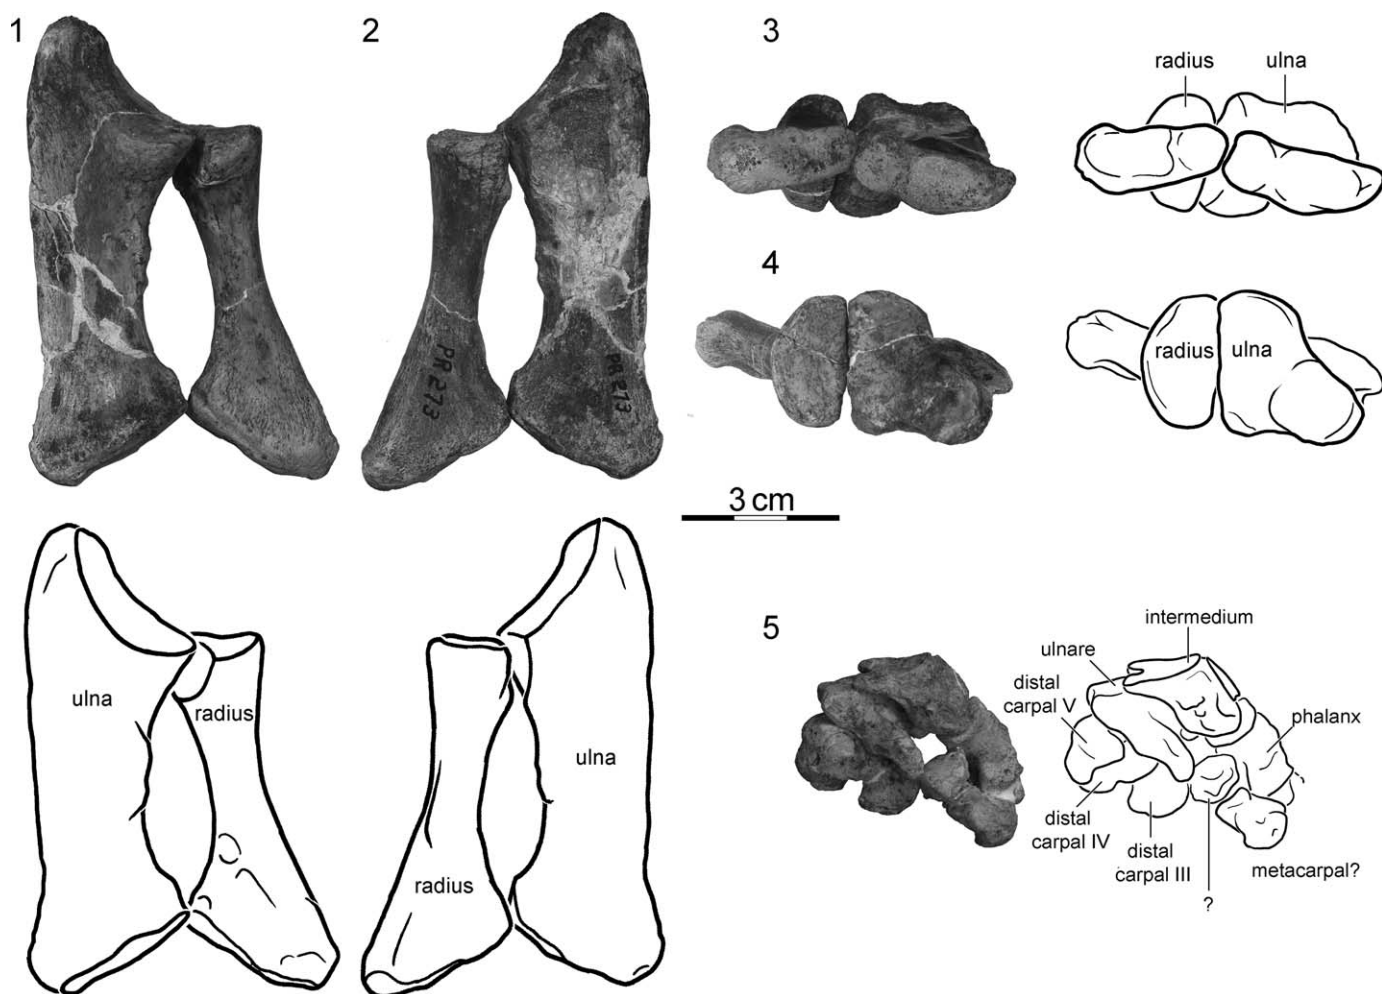 1
2
3
radius ulna
4
radius ulna
PR 273
PR 273
3 cm
ulna
radius
ulna
radius
5
intermedium
ulnare
distal
carpal V
phalanx
distal
carpal IV
distal
carpal III
metacarpal?
?